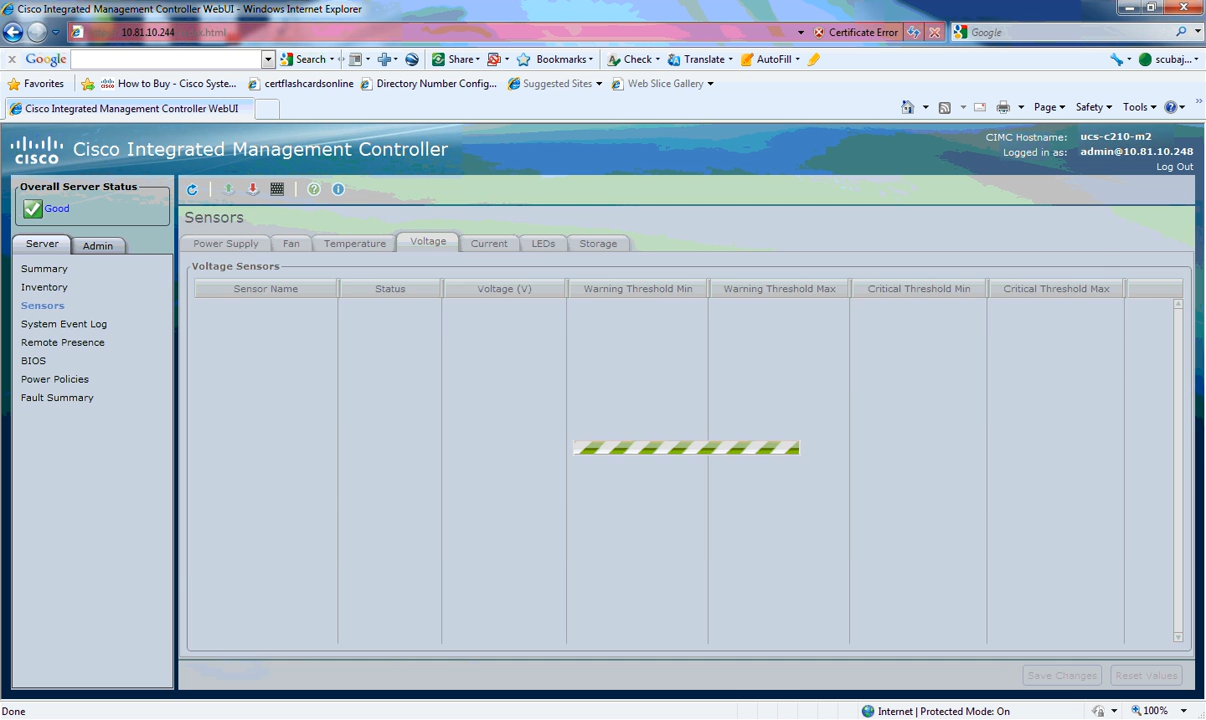 Cisco Integrated Management Controller WebUI - Windows Internet Explorer
10.81.10.244 .html
Certificate Error
Google
x Google Search Share Bookmarks Check Translate AutoFill scubaj...
Favorites How to Buy - Cisco Syste... certflashcardsonline Directory Number Config... Suggested Sites Web Slice Gallery
Cisco Integrated Management Controller WebUI
Page Safety Tools »
CISCO Cisco Integrated Management Controller
CIMC Hostname: ucs-c210-m2
Logged in as: admin@10.81.10.248
Log Out
Overall Server Status
Good
Server Admin
Summary
Inventory
Sensors
System Event Log
Remote Presence
BIOS
Power Policies
Fault Summary
Sensors
Power Supply Fan Temperature Voltage Current LEDs Storage
Voltage Sensors
Sensor Name Status Voltage (V) Warning Threshold Min Warning Threshold Max Critical Threshold Min Critical Threshold Max
Save Changes Reset Values
Done
Internet | Protected Mode: On
100%